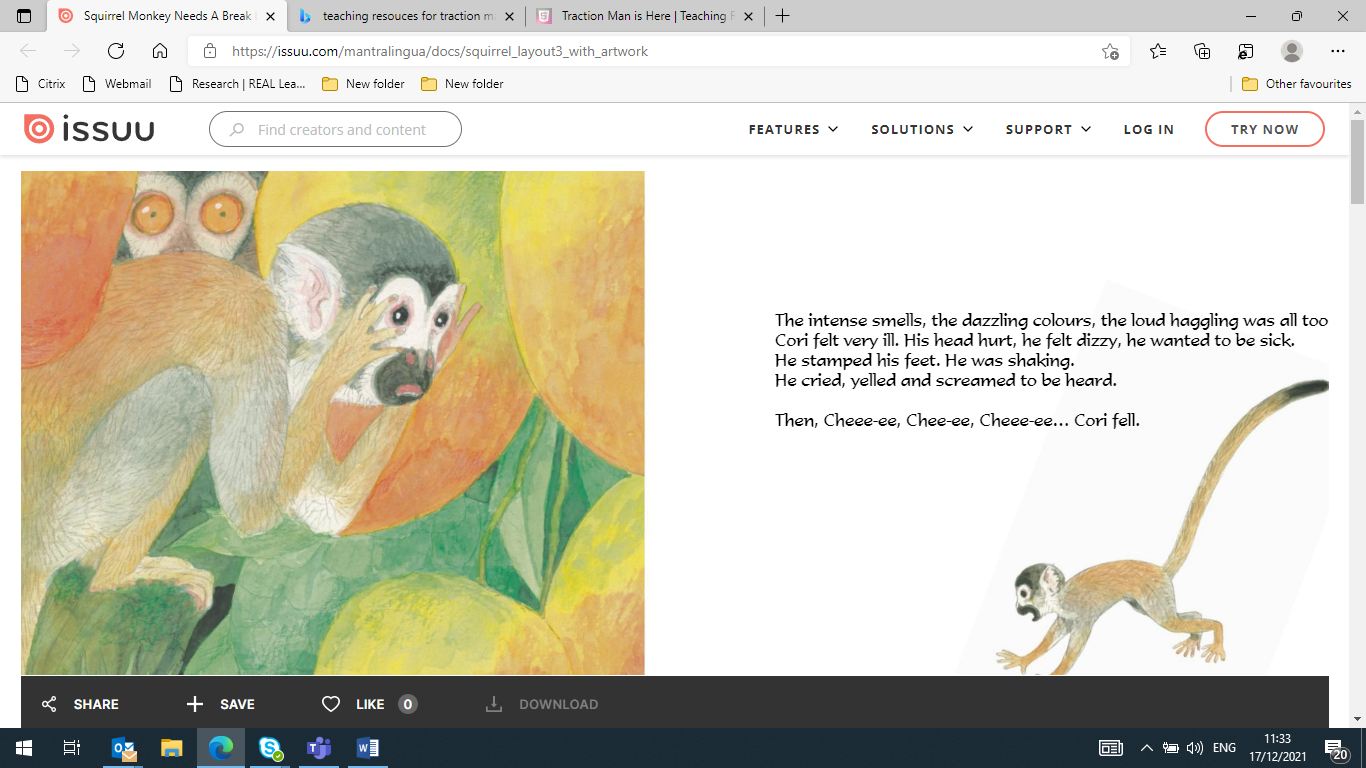 Squirrel Monkey Needs A Break
teaching resouces for traction m
Traction Man is Here | Teaching R
https://issuu.com/mantralingua/docs/squirrel_layout3_with_artwork
Citrix
Webmail
Research | REAL Lea...
New folder
New folder
Other favourites
issuu
Find creators and content
FEATURES
SOLUTIONS
SUPPORT
LOG IN
TRY NOW
The intense smells, the dazzling colours, the loud haggling was all too
Cori felt very ill. His head hurt, he felt dizzy, he wanted to be sick.
He stamped his feet. He was shaking.
He cried, yelled and screamed to be heard.
Then, Cheee-ee, Chee-ee, Cheee-ee... Cori fell.
SHARE
SAVE
LIKE
0
DOWNLOAD
ENG
11:33
17/12/2021
20